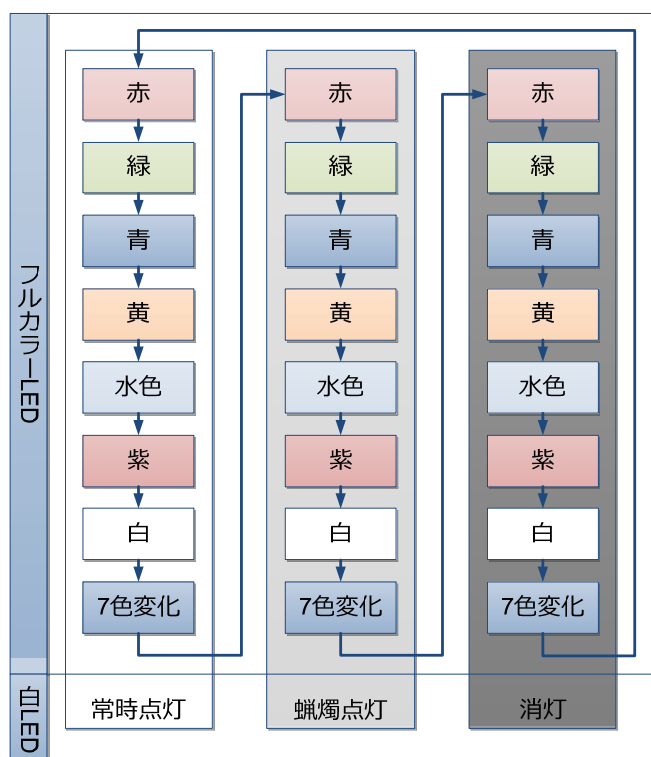 フルカラーLED
赤
緑
青
黄
水色
紫
白
7色変化
赤
緑
青
黄
水色
紫
白
7色変化
赤
緑
青
黄
水色
紫
白
7色変化
白LED
常時点灯
蝋燭点灯
消灯